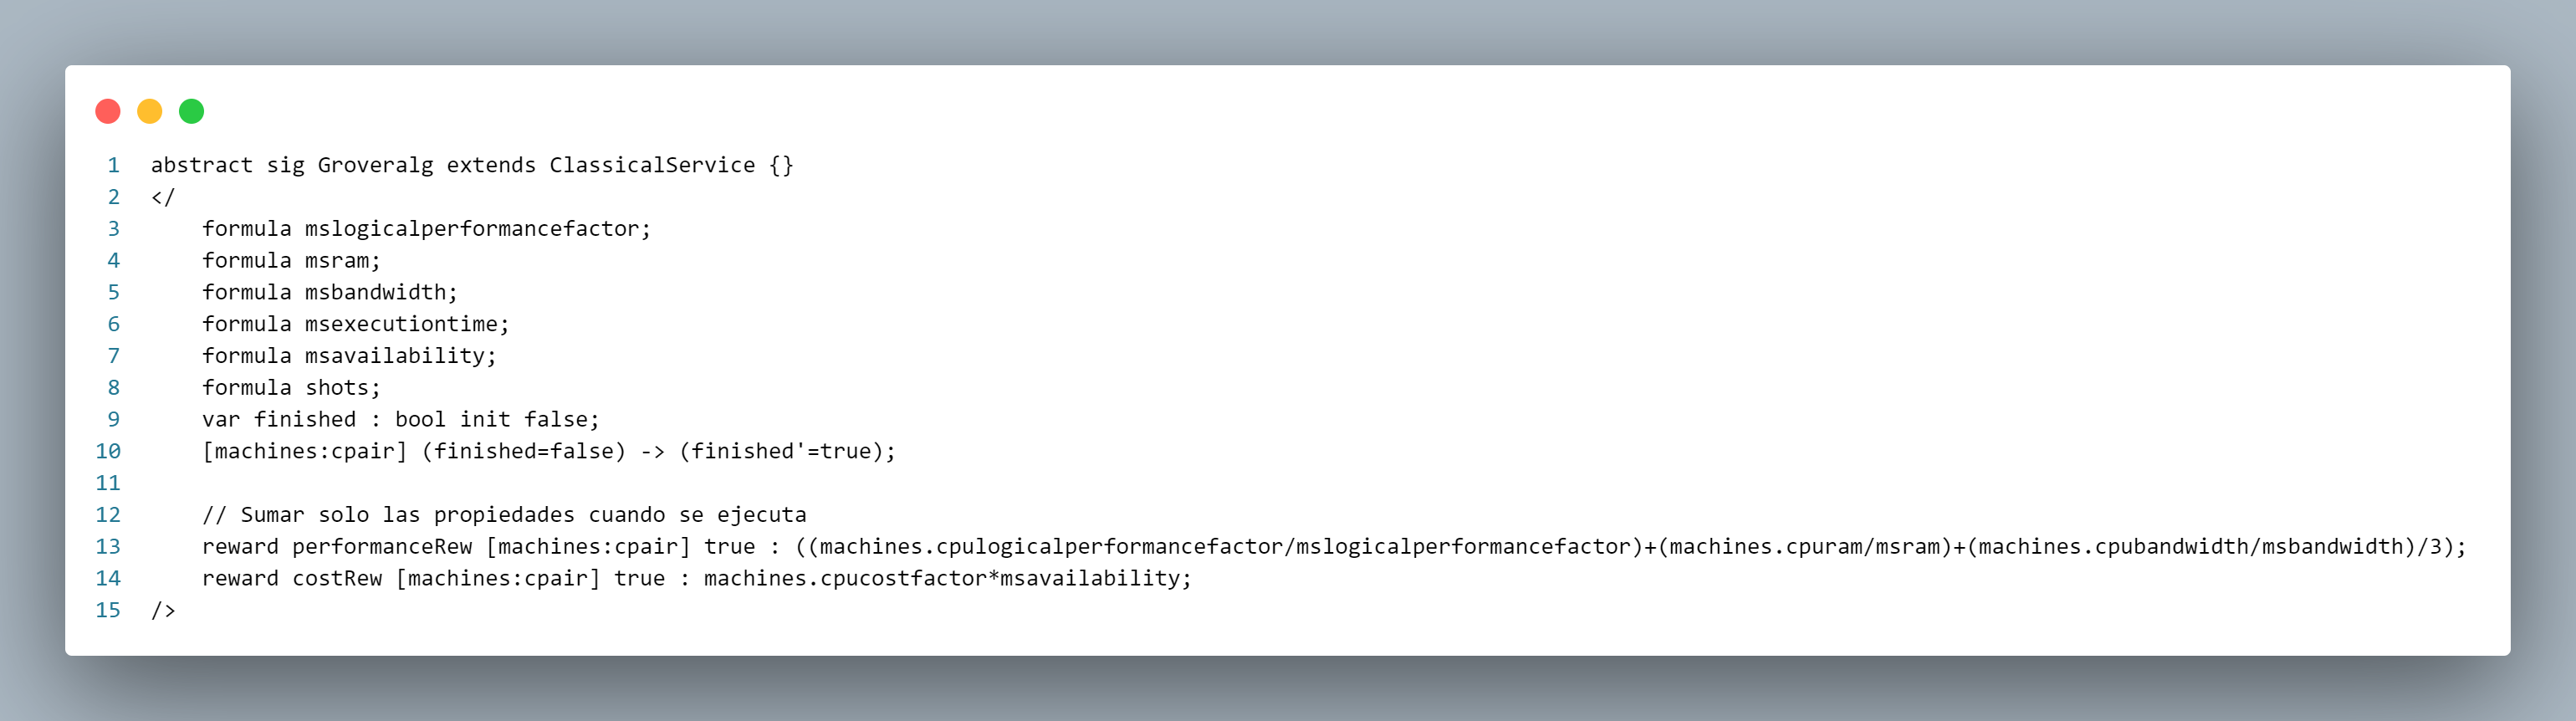 1 abstract sig Groveralg extends ClassicalService {}
2 </
3 formula mslogicalperformancefactor;
4 formula msram;
5 formula msbandwidth;
6 formula msexecutiontime;
7 formula msavailability;
8 formula shots;
9 var finished : bool init false;
10 [machines:cpair] (finished=false) -> (finished'=true);
11
12 // Sumar solo las propiedades cuando se ejecuta
13 reward performanceRew [machines:cpair] true : ((machines.cpulogicalperformancefactor/mslogicalperformancefactor)+(machines.cpuram/msram)+(machines.cpubandwidth/msbandwidth)/3);
14 reward costRew [machines:cpair] true : machines.cpucostfactor*msavailability;
15 />